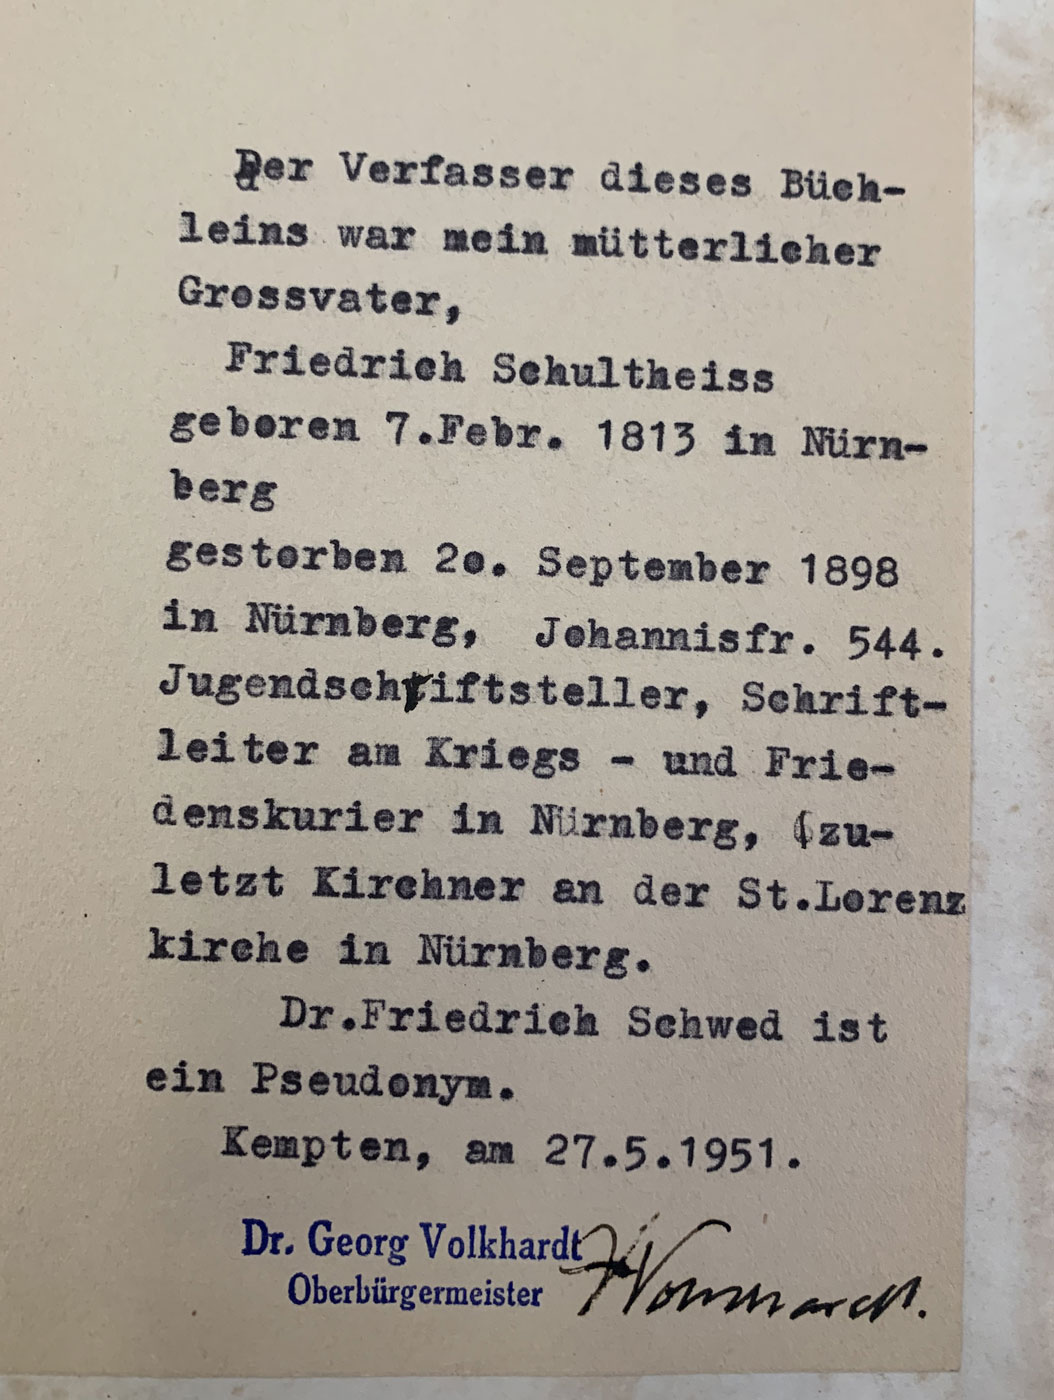 Der Verfasser dieses Büch-
leins war mein mütterlicher
Grossvater,
Friedrich Schultheiss
geboren 7.Febr. 1813 in Nürn-
berg
gestorben 2o. September 1898
in Nürnberg, Johannisfr. 544.
Jugendschriftsteller, Schrift-
leiter am Kriegs - und Frie-
denskurier in Nürnberg, (zu-
letzt Kirchner an der St.Lorenz
kirche in Nürnberg.
Dr.Friedrich Schwed ist
ein Pseudonym.
Kempten, am 27.5.1951.
Dr. Georg Volkhardt
Oberbürgermeister